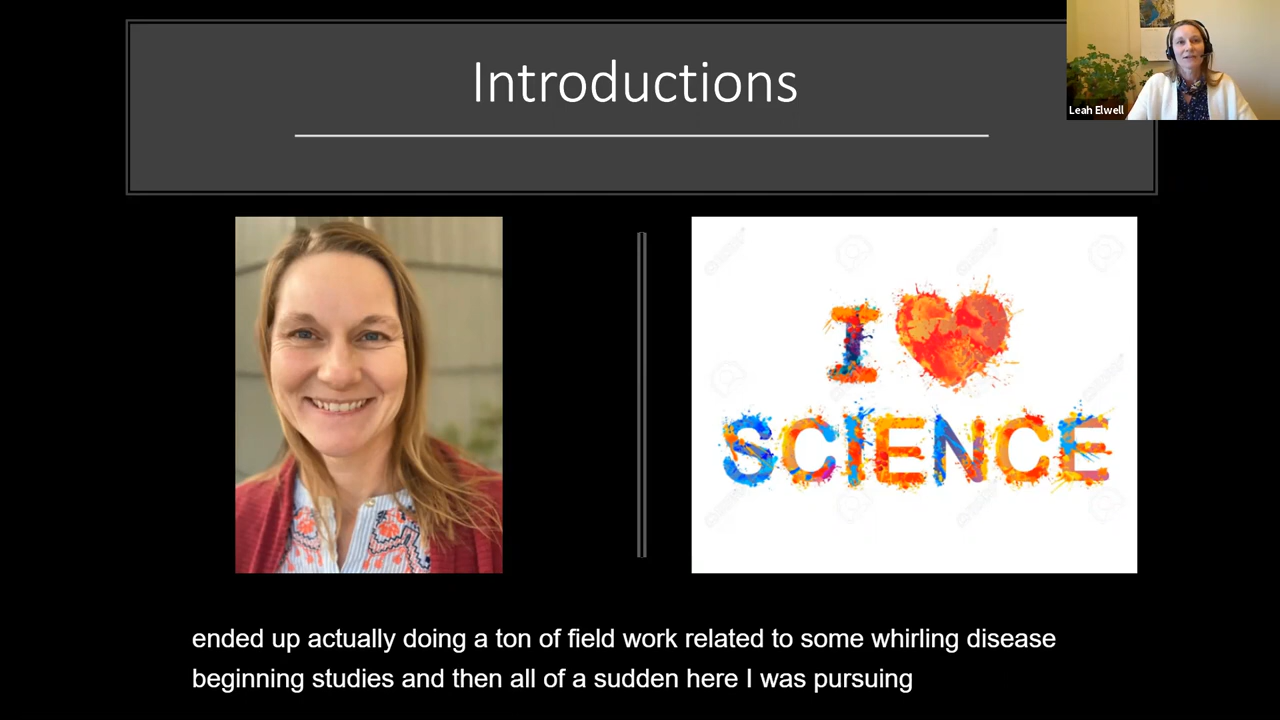 Introductions
Leah Elwell
I
SCIENCE
ended up actually doing a ton of field work related to some whirling disease
beginning studies and then all of a sudden here I was pursuing